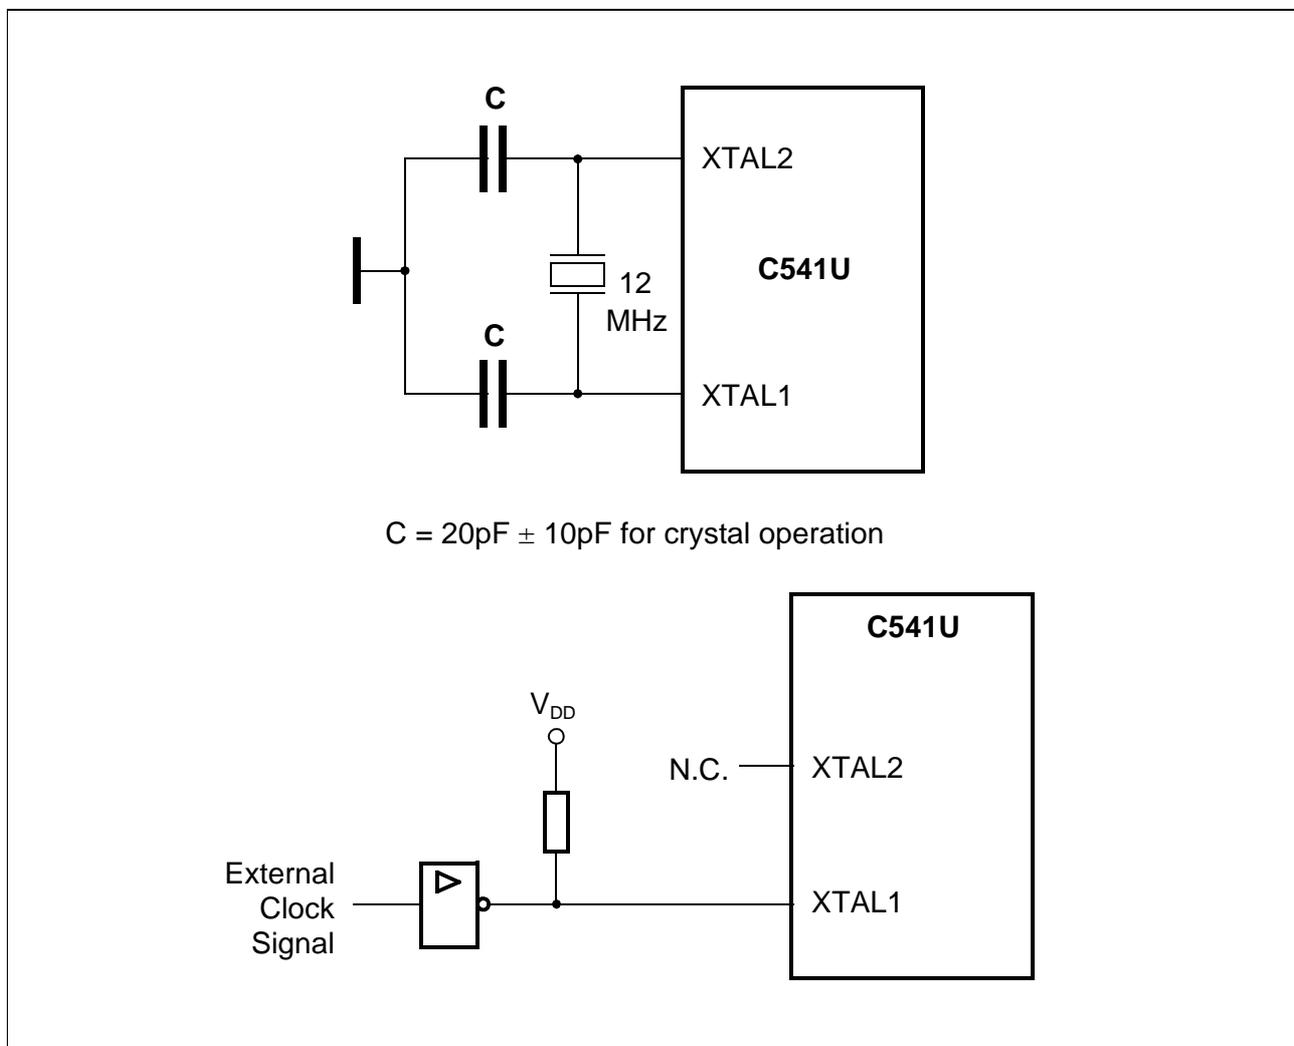 C
XTAL2
C541U
12
MHz
C
XTAL1
C = 20pF ± 10pF for crystal operation
C541U
VDD
N.C.
XTAL2
External
Clock
Signal
XTAL1